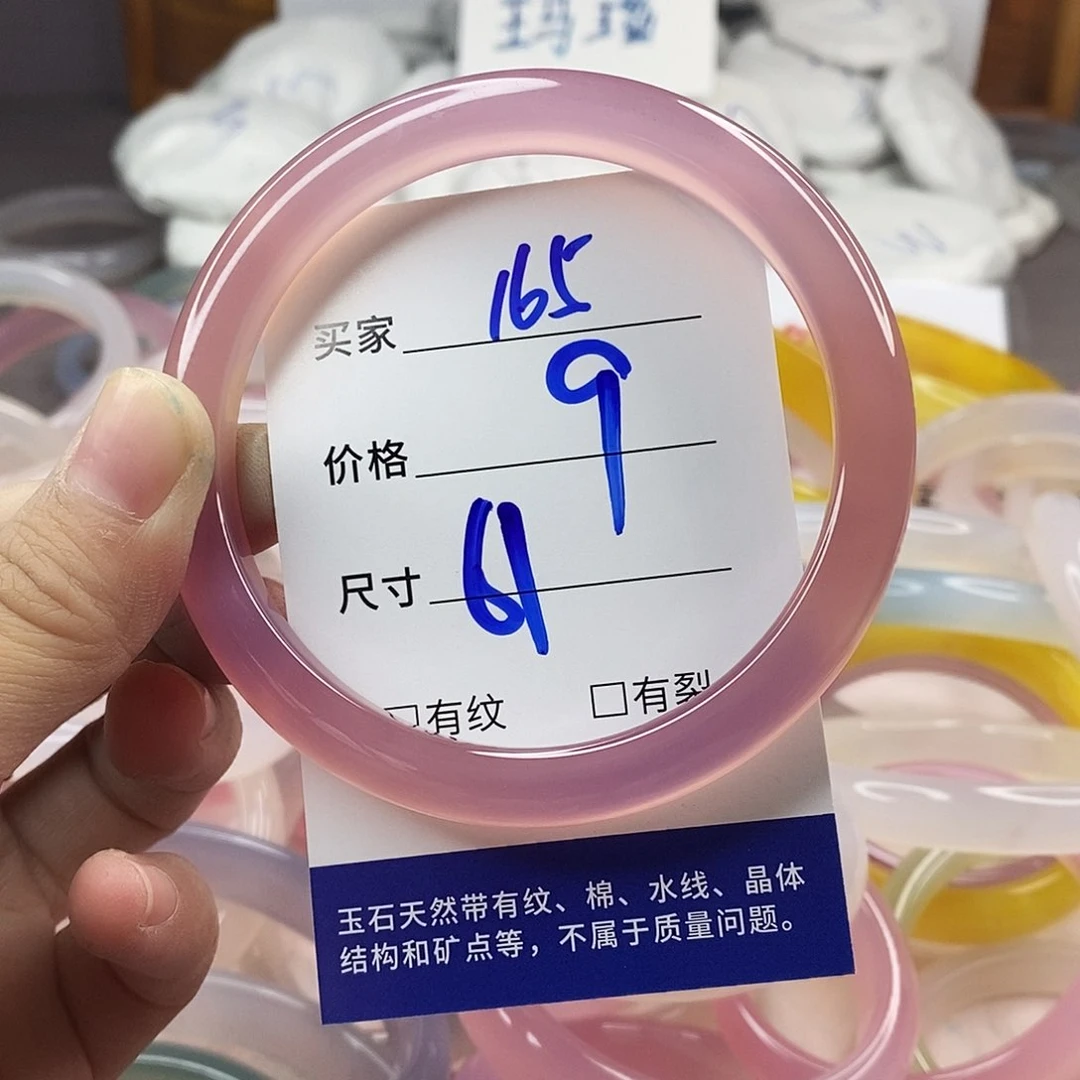 玛瑙
买家 165
价格 9
尺寸 61
□有纹 □有裂
玉石天然带有纹、棉、水线、晶体
结构和矿点等，不属于质量问题。